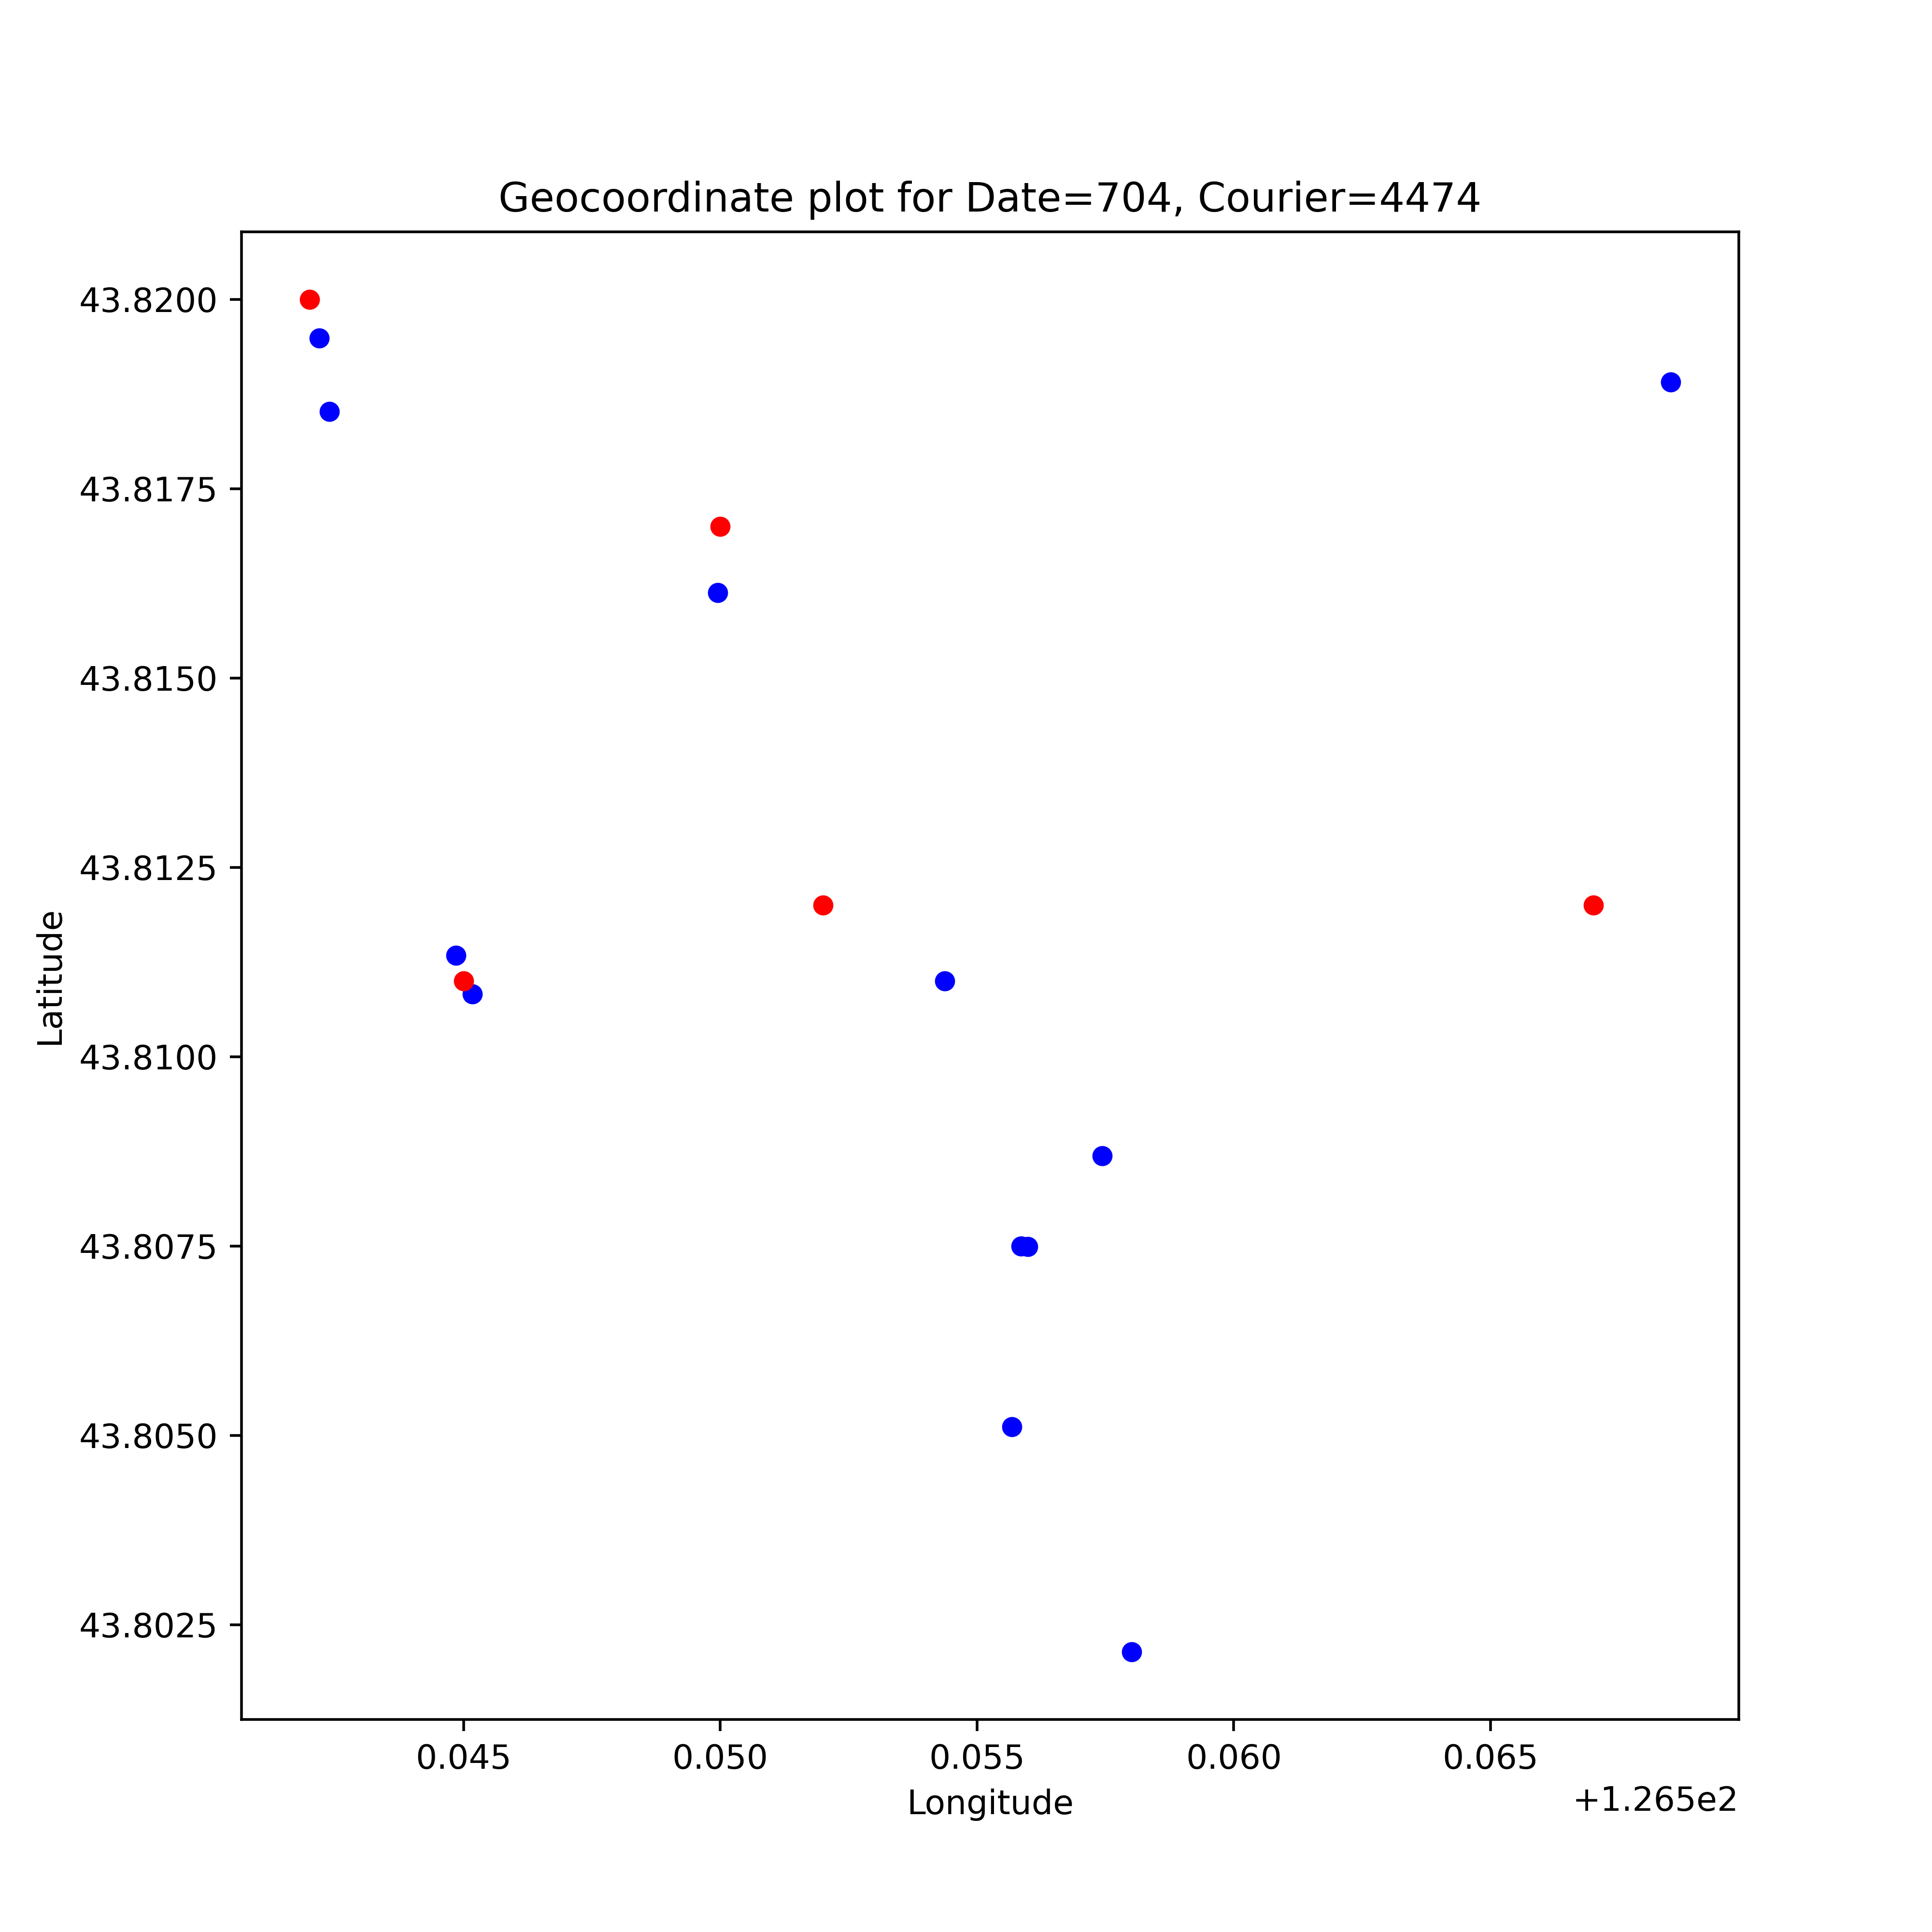 Geocoordinate plot for Date=704, Courier=4474
43.8200
43.8175
43.8150
43.8125
43.8100
43.8075
43.8050
43.8025
Latitude
0.045 0.050 0.055 0.060 0.065
+1.265e2
Longitude